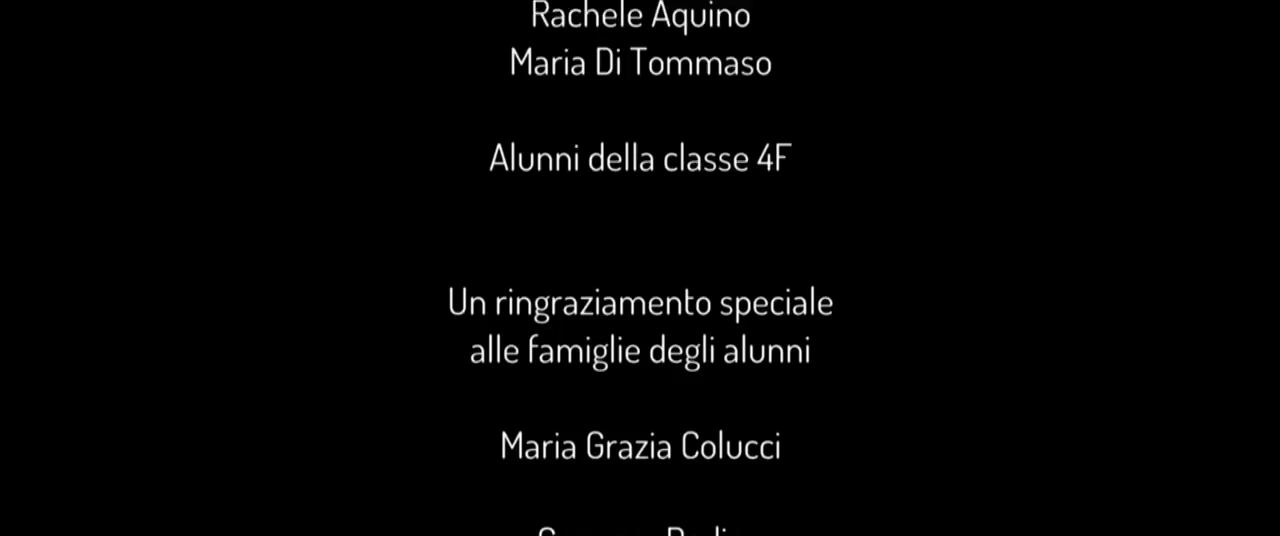 Rachele Aquino
Maria Di Tommaso
Alunni della classe 4F
Un ringraziamento speciale
alle famiglie degli alunni
Maria Grazia Colucci